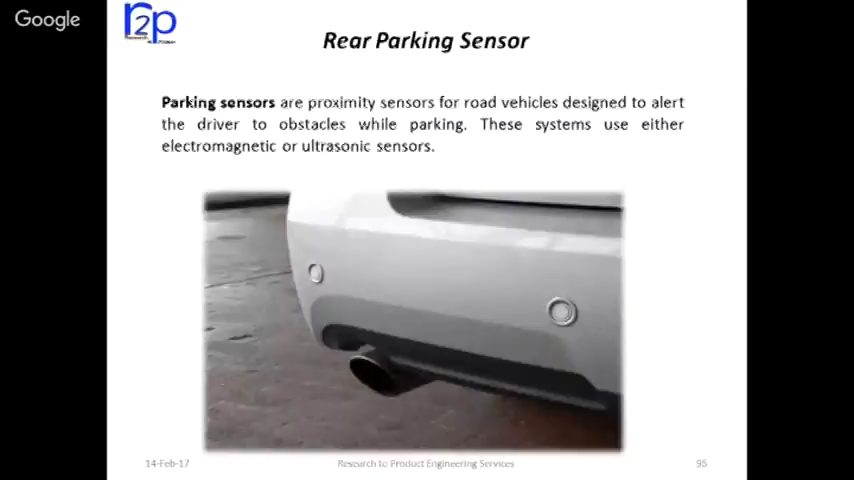 Google
r2p
Rear Parking Sensor
Parking sensors are proximity sensors for road vehicles designed to alert
the driver to obstacles while parking. These systems use either
electromagnetic or ultrasonic sensors.
14-Feb-17
Research to Product Engineering Services
95